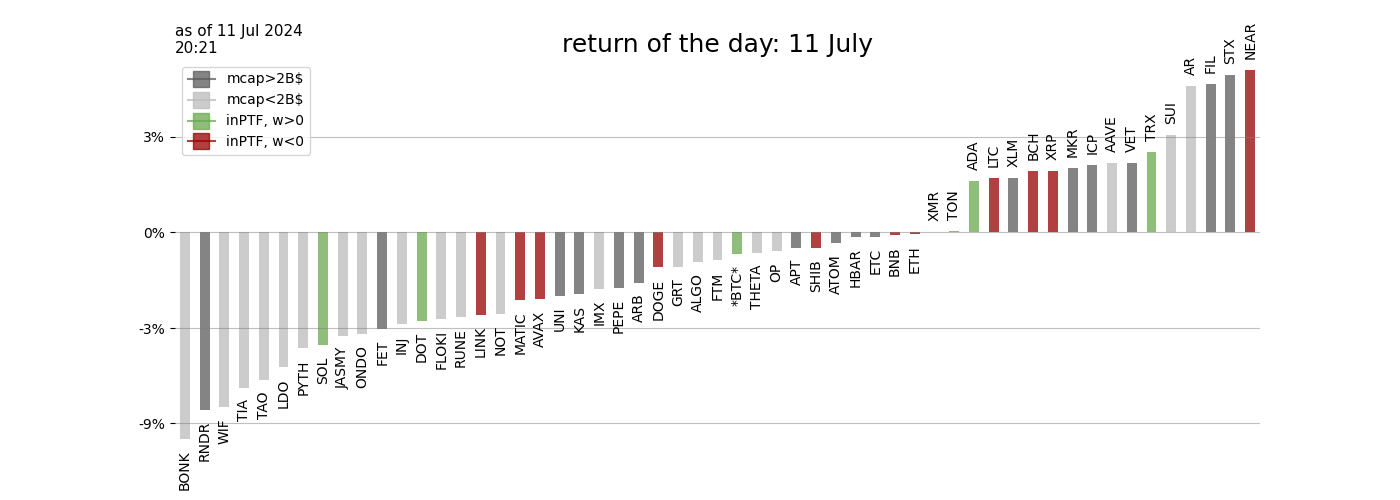 as of 11 Jul 2024
20:21
return of the day: 11 July
mcap>2B$
mcap<2B$
inPTF, w>0
inPTF, w<0
3%
0%
-3%
-9%
BONK
RNDR
WIF
TIA
TAO
LDO
PYTH
SOL
JASMY
ONDO
FET
INJ
DOT
FLOKI
RUNE
LINK
NOT
MATIC
AVAX
UNI
KAS
IMX
PEPE
ARB
DOGE
GRT
ALGO
FTM
*BTC*
THETA
OP
APT
SHIB
ATOM
HBAR
ETC
BNB
ETH
XMR
TON
ADA
LTC
XLM
BCH
XRP
MKR
ICP
AAVE
VET
TRX
SUI
AR
FIL
STX
NEAR